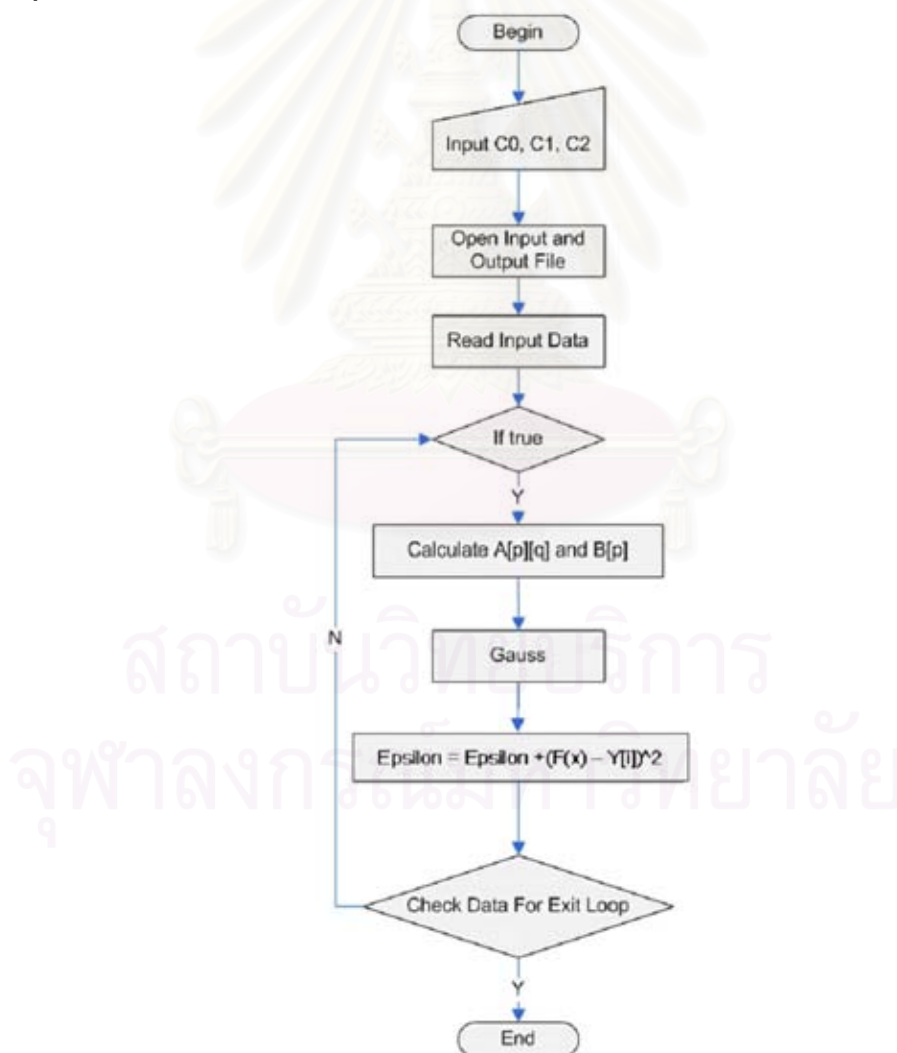 Begin
Input C0, C1, C2
Open Input and
Output File
Read Input Data
If true
Y
Calculate A[p][q] and B[p]
N
Gauss
สถาบันวิทยบริการ
Epsilon = Epsilon +(F(x) – Y[i])^2
จุฬาลงกรณ์มหาวิทยาลัย
Check Data For Exit Loop
Y
End